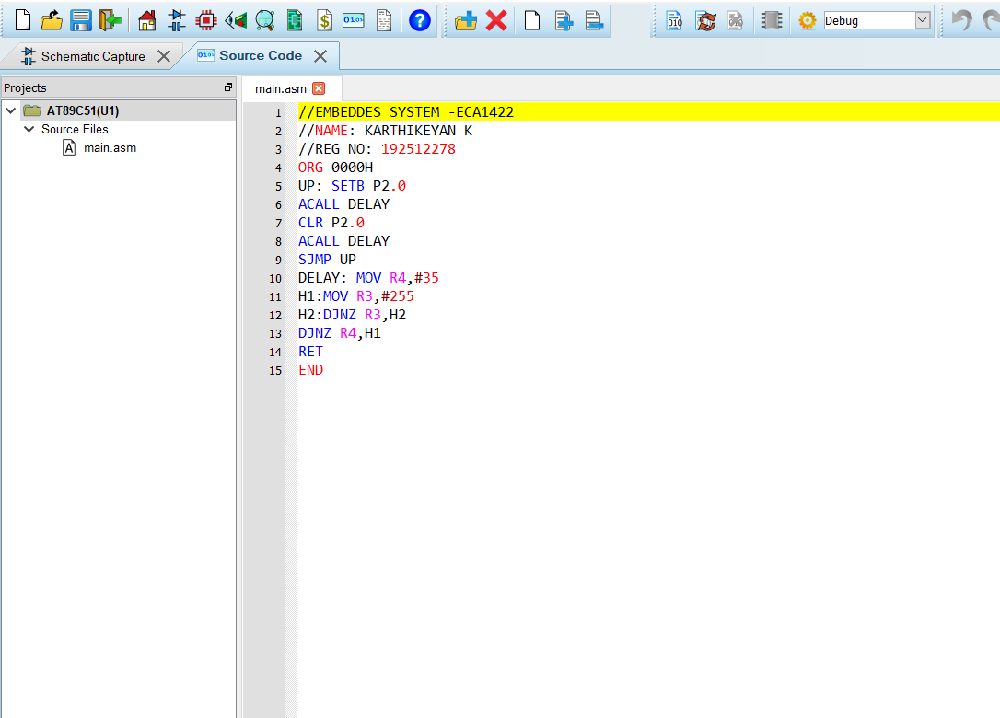 Debug
Schematic Capture
Source Code
Projects
main.asm
AT89C51(U1)
Source Files
main.asm
1 //EMBEDDES SYSTEM -ECA1422
2 //NAME: KARTHIKEYAN K
3 //REG NO: 192512278
4 ORG 0000H
5 UP: SETB P2.0
6 ACALL DELAY
7 CLR P2.0
8 ACALL DELAY
9 SJMP UP
10 DELAY: MOV R4,#35
11 H1:MOV R3,#255
12 H2:DJNZ R3,H2
13 DJNZ R4,H1
14 RET
15 END